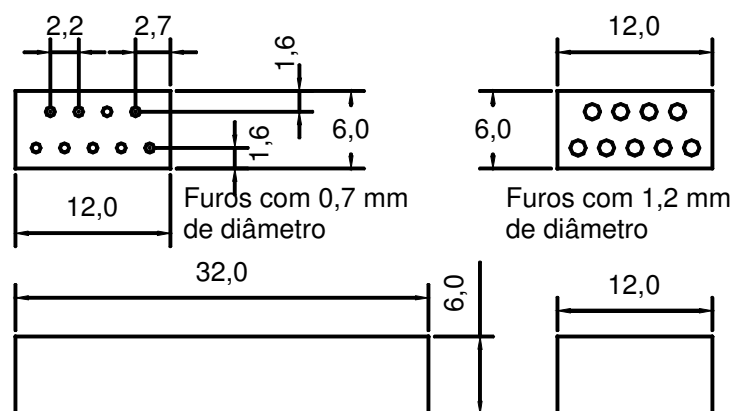 2,2
2,7
1,6
12,0
6,0
6,0
1,6
12,0
Furos com 0,7 mm
de diâmetro
Furos com 1,2 mm
de diâmetro
32,0
6,0
12,0